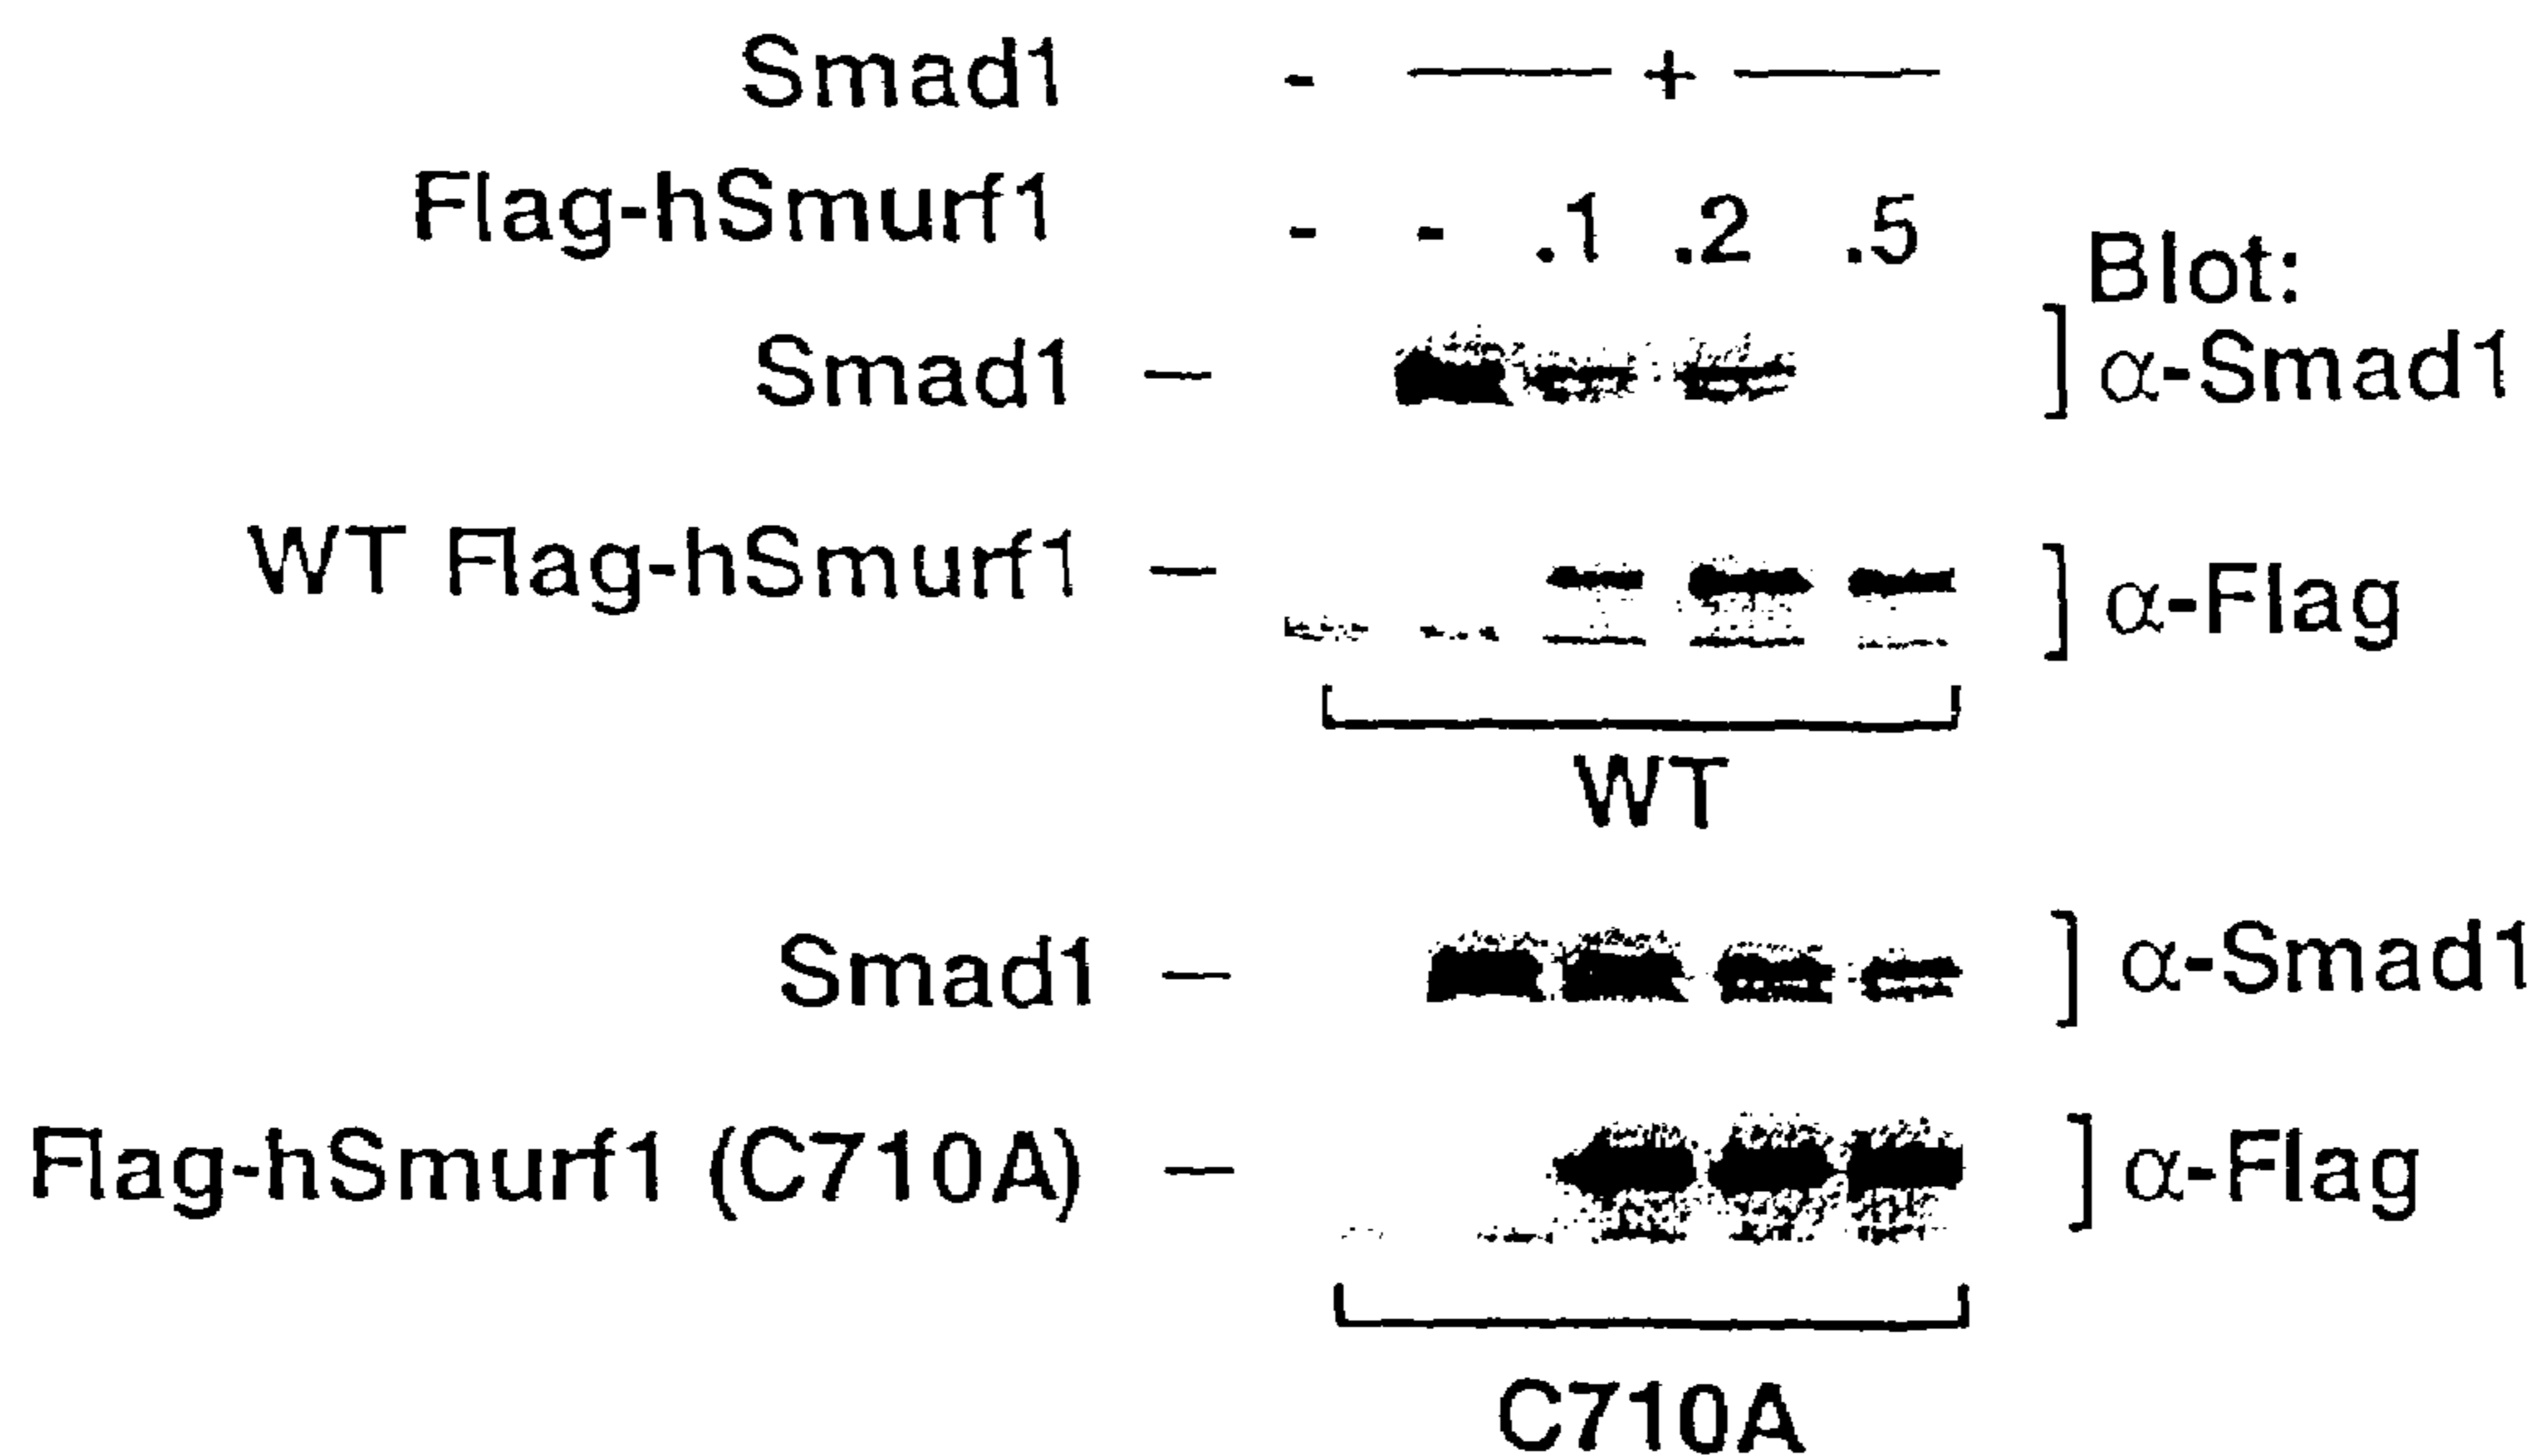 Smad1 - — + —
Flag-hSmurf1 - - .1 .2 .5
Blot:
Smad1 – ] α-Smad1
WT Flag-hSmurf1 – ] α-Flag
WT
Smad1 – ] α-Smad1
Flag-hSmurf1 (C710A) – ] α-Flag
C710A